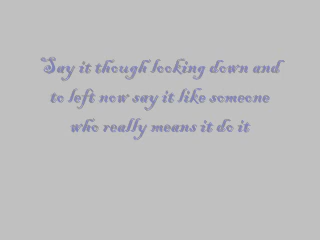 Say it though looking down and
to left now say it like someone
who really means it do it